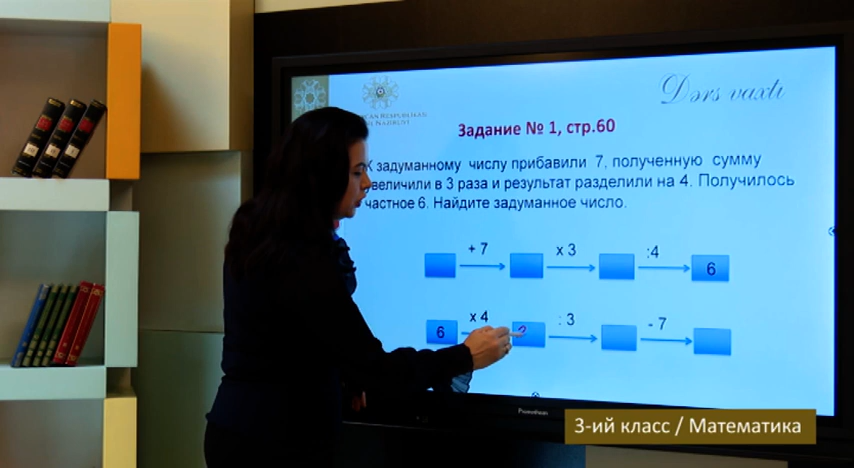 Dərs vaxtı
Задание № 1, стр.60
К задуманному числу прибавили 7, полученную сумму
увеличили в 3 раза и результат разделили на 4. Получилось
частное 6. Найдите задуманное число.
+ 7 х 3 :4
6
х 4 : 3 - 7
6 2
Promethean
3-ий класс / Математика